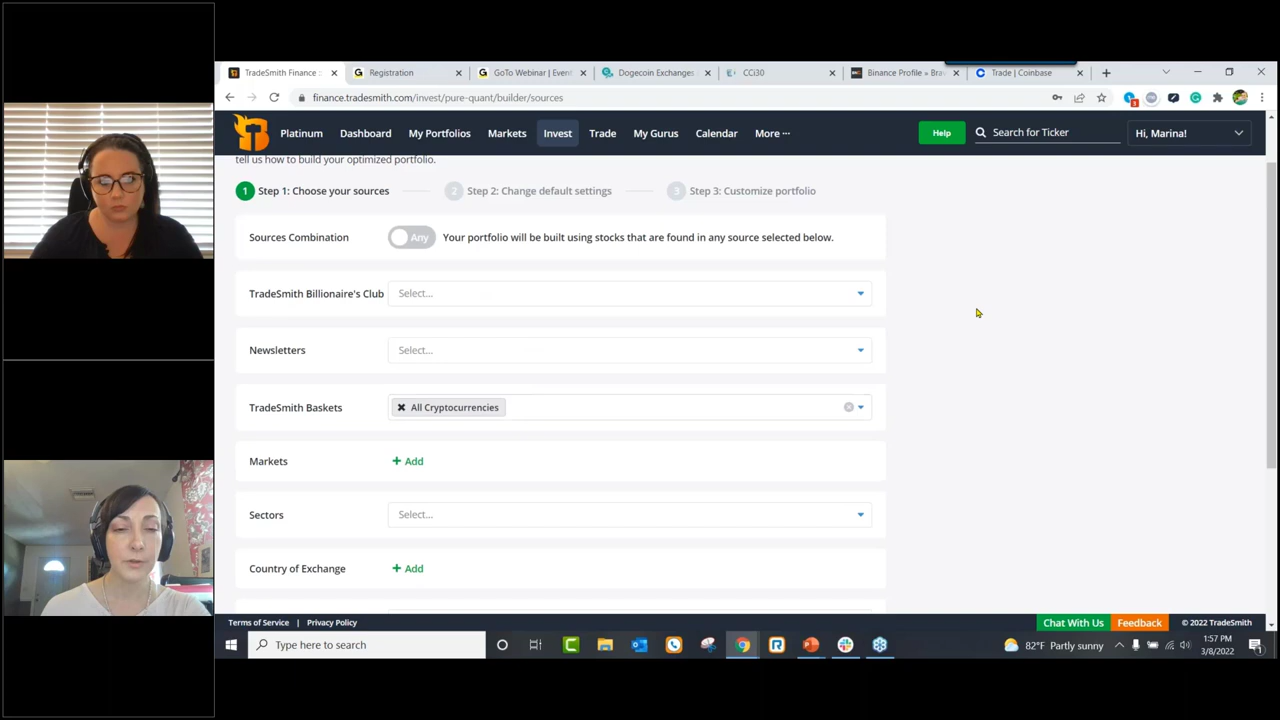 TradeSmith Finance ::
Registration
GoTo Webinar | Event
Dogecoin Exchanges
CCi30
Binance Profile » Brav
Trade | Coinbase
finance.tradesmith.com/invest/pure-quant/builder/sources
3
Platinum Dashboard My Portfolios Markets Invest Trade My Gurus Calendar More ··· Help Search for Ticker Hi, Marina!
tell us how to build your optimized portfolio.
1 Step 1: Choose your sources 2 Step 2: Change default settings 3 Step 3: Customize portfolio
Sources Combination Any Your portfolio will be built using stocks that are found in any source selected below.
TradeSmith Billionaire's Club Select...
Newsletters Select...
TradeSmith Baskets All Cryptocurrencies
Markets + Add
Sectors Select...
Country of Exchange + Add
Terms of Service | Privacy Policy Chat With Us Feedback © 2022 TradeSmith
Type here to search 82°F Partly sunny 1:57 PM
3/8/2022